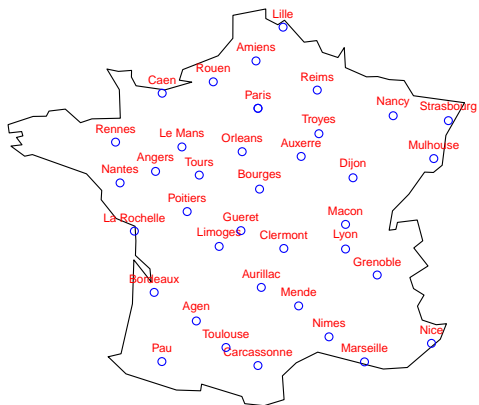 Lille
Amiens
Rouen
Reims
Caen
Paris
Nancy
Strasbourg
Troyes
Rennes
Le Mans
Orleans
Auxerre
Mulhouse
Angers
Tours
Dijon
Nantes
Bourges
Poitiers
La Rochelle
Gueret
Macon
Limoges
Clermont
Lyon
Grenoble
Bordeaux
Aurillac
Mende
Agen
Toulouse
Nimes
Nice
Pau
Carcassonne
Marseille